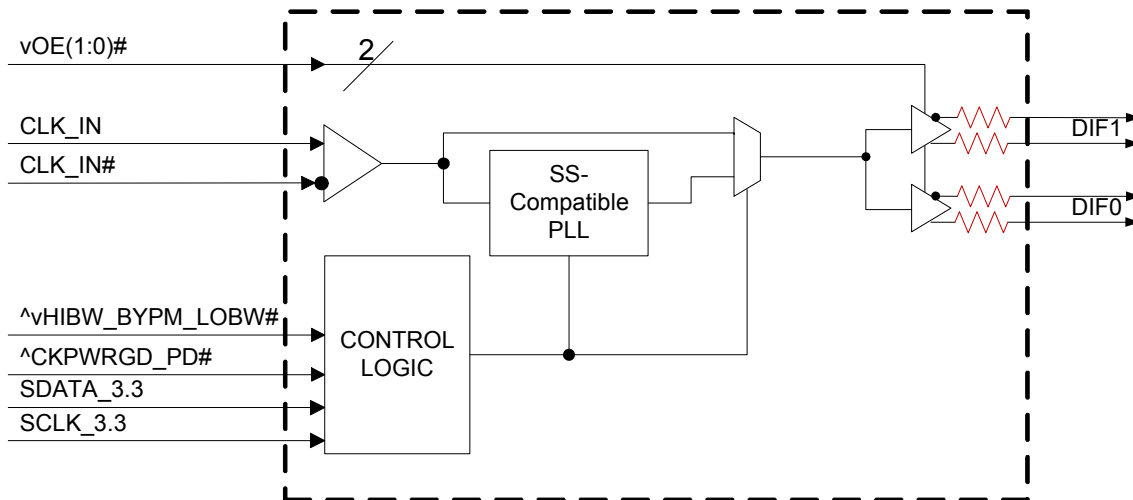 vOE(1:0)#
2
CLK_IN
CLK_IN#
DIF1
SS-
Compatible
PLL
DIF0
^vHIBW_BYPM_LOBW#
^CKPWRGD_PD#
SDATA_3.3
SCLK_3.3
CONTROL
LOGIC